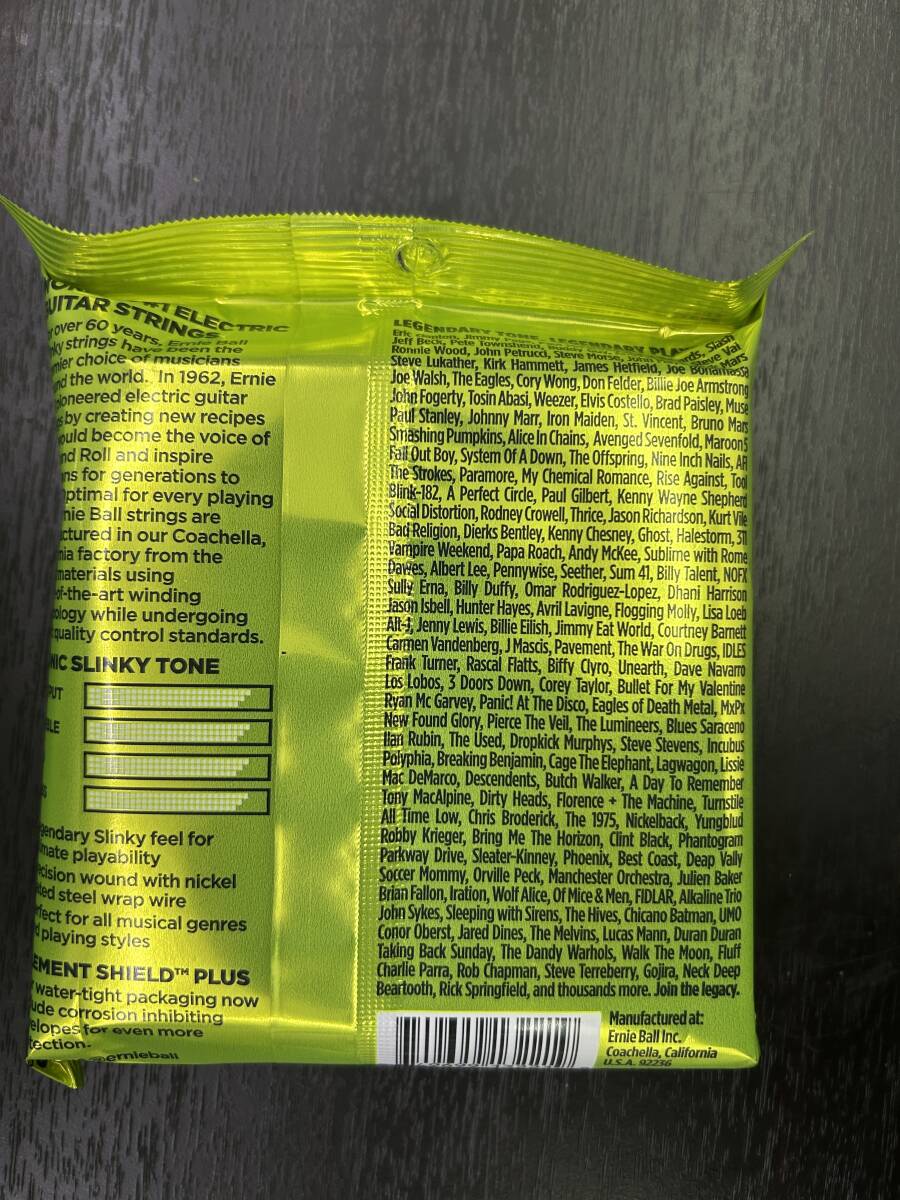 #1 ELECTRIC
GUITAR STRINGS
over 60 years, Ernie Ball
strings have been the
choice of musicians
the world. In 1962, Ernie
electric guitar
by creating new recipes
would become the voice of
Roll and inspire
for generations to
for every playing
Ball strings are
in our Coachella,
factory from the
materials using
of-the-art winding
while undergoing
quality control standards.
SLINKY TONE
Slinky feel for
playability
wound with nickel
steel wrap wire
for all musical genres
playing styles
SHIELD™ PLUS
water-tight packaging now
corrosion inhibiting
for even more
ernieball
LEGENDARY TONE. LEGENDARY
Eric Clapton, Jimmy Slash
Jeff Beck, Pete Townshend, Steve Vai
Ronnie Wood, John Petrucci, Steve Morse, Mars
Steve Lukather, Kirk Hammett, James Hetfield, Joe Bonamassa
Joe Walsh, The Eagles, Cory Wong, Don Felder, Billie Joe Armstrong
John Fogerty, Tosin Abasi, Weezer, Elvis Costello, Brad Paisley, Muse
Paul Stanley, Johnny Marr, Iron Maiden, St. Vincent, Bruno Mars
Smashing Pumpkins, Alice In Chains, Avenged Sevenfold, Maroon 5
Fall Out Boy, System Of A Down, The Offspring, Nine Inch Nails,
The Strokes, Paramore, My Chemical Romance, Rise Against, Tool
Blink-182, A Perfect Circle, Paul Gilbert, Kenny Wayne Shepherd
Social Distortion, Rodney Crowell, Thrice, Jason Richardson, Kurt Vile
Bad Religion, Dierks Bentley, Kenny Chesney, Ghost, Halestorm, 311
Vampire Weekend, Papa Roach, Andy McKee, Sublime with Rome
Dawes, Albert Lee, Pennywise, Seether, Sum 41, Billy Talent, NOFX
Sully Erna, Billy Duffy, Omar Rodriguez-Lopez, Dhani Harrison
Jason Isbell, Hunter Hayes, Avril Lavigne, Flogging Molly, Lisa Loeb
Alt-J, Jenny Lewis, Billie Eilish, Jimmy Eat World, Courtney Barnett
Carmen Vandenberg, J Mascis, Pavement, The War On Drugs, IDLES
Frank Turner, Rascal Flatts, Biffy Clyro, Unearth, Dave Navarro
Los Lobos, 3 Doors Down, Corey Taylor, Bullet For My Valentine
Ryan Mc Garvey, Panic! At The Disco, Eagles of Death Metal, MxPx
New Found Glory, Pierce The Veil, The Lumineers, Blues Saraceno
Ilan Rubin, The Used, Dropkick Murphys, Steve Stevens, Incubus
Polyphia, Breaking Benjamin, Cage The Elephant, Lagwagon, Lissie
Mac DeMarco, Descendents, Butch Walker, A Day To Remember
Tony MacAlpine, Dirty Heads, Florence + The Machine, Turnstile
All Time Low, Chris Broderick, The 1975, Nickelback, Yungblud
Robby Krieger, Bring Me The Horizon, Clint Black, Phantogram
Parkway Drive, Sleater-Kinney, Phoenix, Best Coast, Deap Vally
Soccer Mommy, Orville Peck, Manchester Orchestra, Julien Baker
Brian Fallon, Iration, Wolf Alice, Of Mice & Men, FIDLAR, Alkaline Trio
John Sykes, Sleeping with Sirens, The Hives, Chicano Batman, UMO
Conor Oberst, Jared Dines, The Melvins, Lucas Mann, Duran Duran
Taking Back Sunday, The Dandy Warhols, Walk The Moon, Fluff
Charlie Parra, Rob Chapman, Steve Terreberry, Gojira, Neck Deep
Beartooth, Rick Springfield, and thousands more. Join the legacy.
Manufactured at:
Ernie Ball Inc.
Coachella, California
U.S.A. 92236